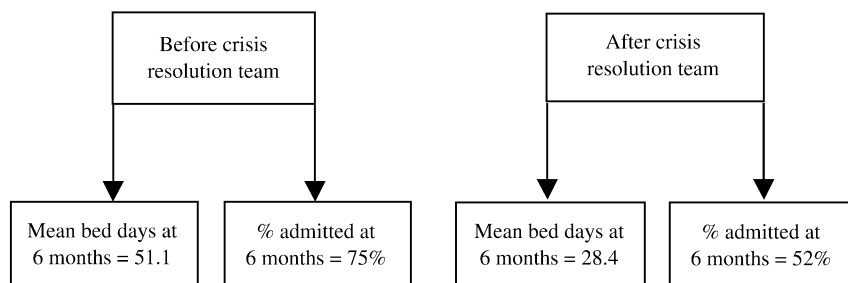 Before crisis
resolution team
After crisis
resolution team
Mean bed days at
6 months = 51.1
% admitted at
6 months = 75%
Mean bed days at
6 months = 28.4
% admitted at
6 months = 52%